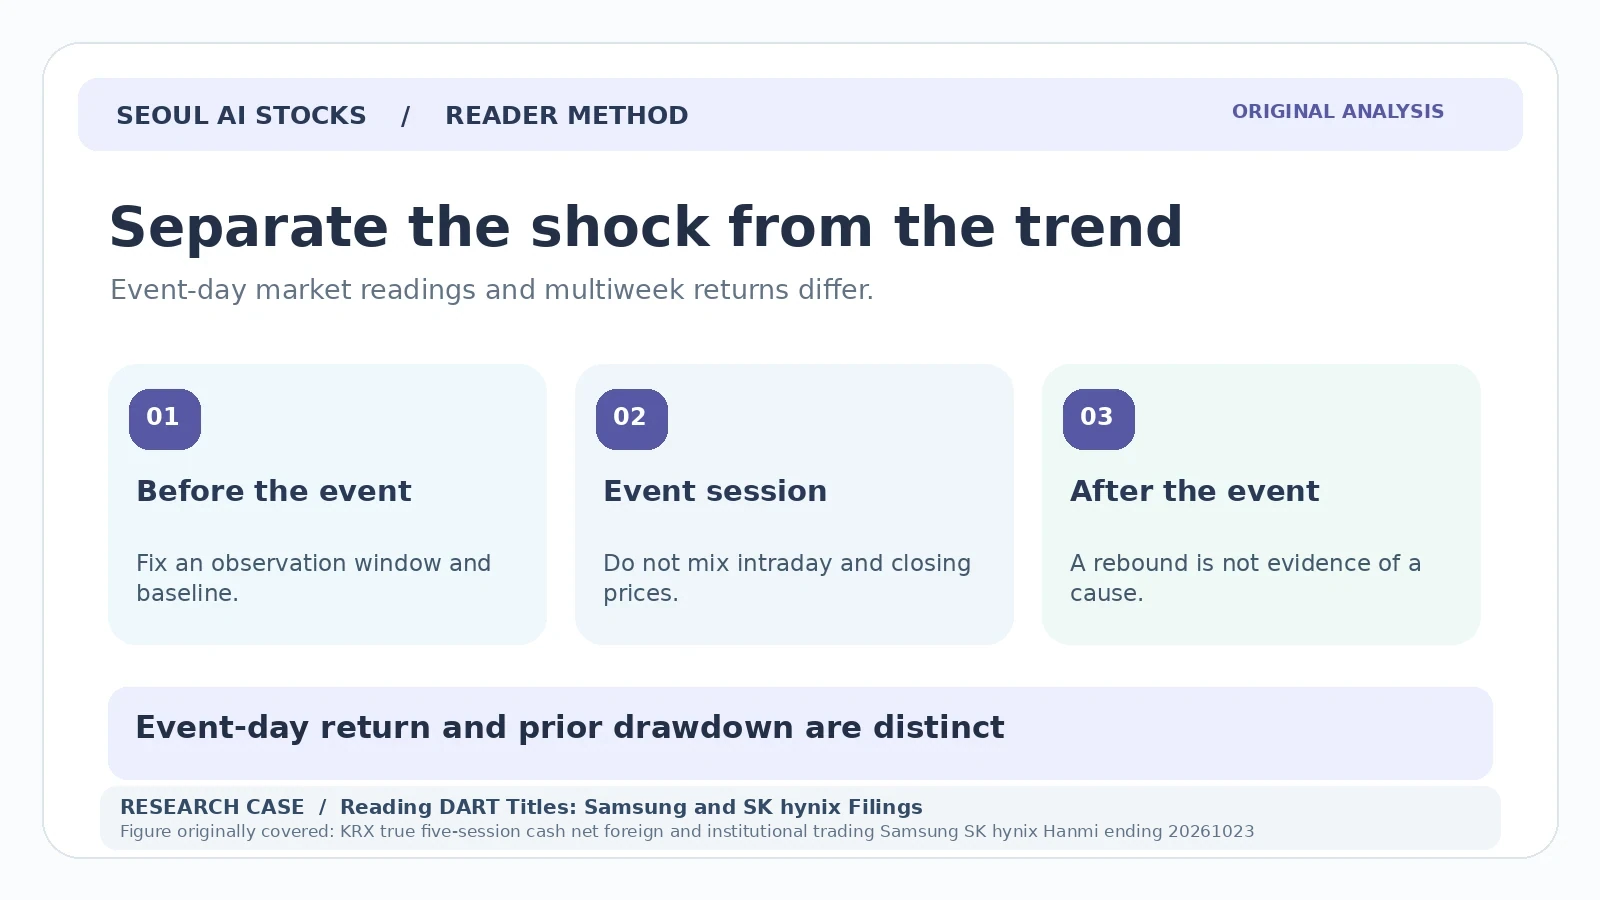 SEOUL AI STOCKS / READER METHOD
ORIGINAL ANALYSIS
Separate the shock from the trend
Event-day market readings and multiweek returns differ.
01
Before the event
Fix an observation window and
baseline.
02
Event session
Do not mix intraday and closing
prices.
03
After the event
A rebound is not evidence of a
cause.
Event-day return and prior drawdown are distinct
RESEARCH CASE / Reading DART Titles: Samsung and SK hynix Filings
Figure originally covered: KRX true five-session cash net foreign and institutional trading Samsung SK hynix Hanmi ending 20261023